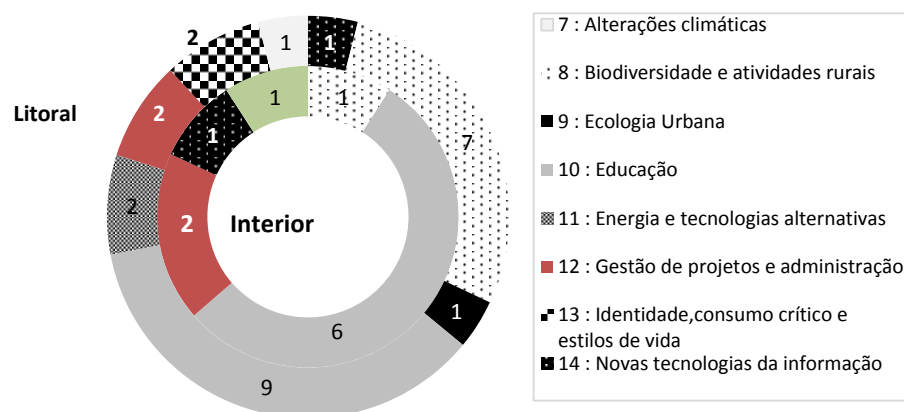 2
1
1
Litoral
2
1
1
1
7
2
2
Interior
1
6
9
7 : Alterações climáticas
8 : Biodiversidade e atividades rurais
9 : Ecologia Urbana
10 : Educação
11 : Energia e tecnologias alternativas
12 : Gestão de projetos e administração
13 : Identidade,consumo crítico e
estilos de vida
14 : Novas tecnologias da informação